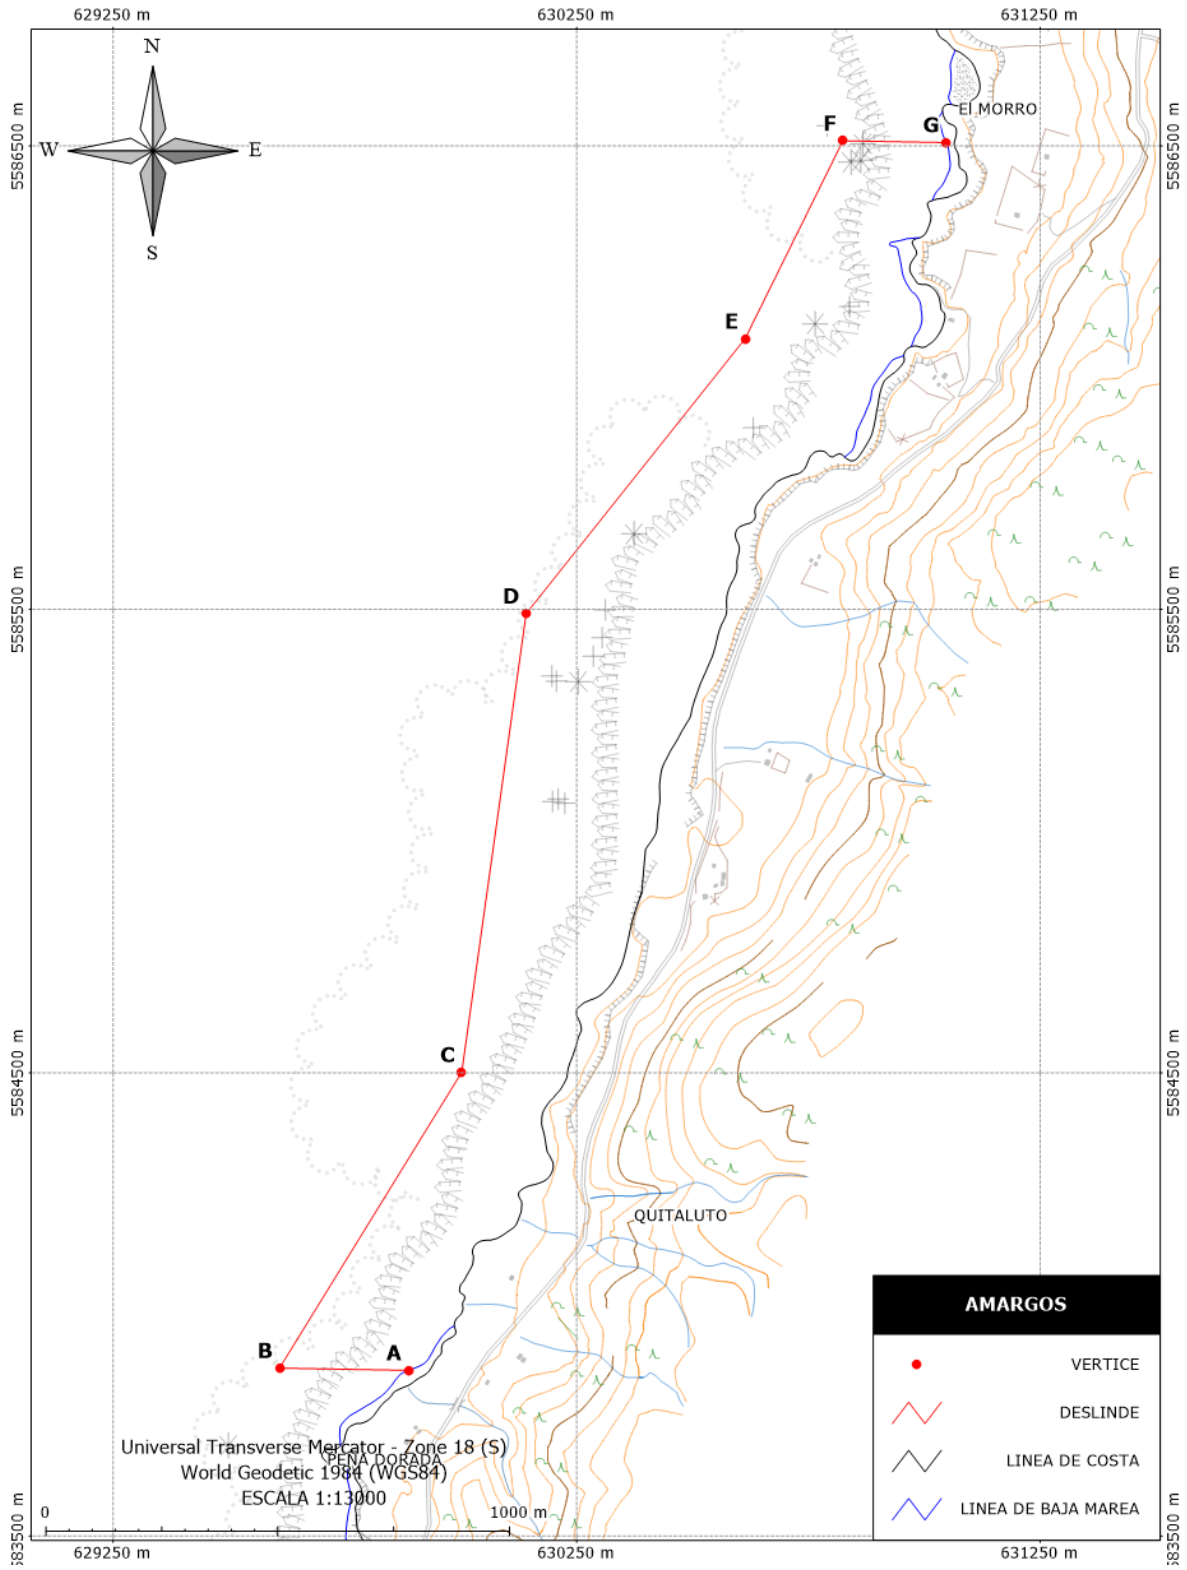 629250 m
630250 m
631250 m
N
W
E
S
5586500 m
5586500 m
El MORRO
F
G
E
D
5585500 m
5585500 m
C
5584500 m
5584500 m
QUITALUTO
B
A
AMARGOS
VERTICE
DESLINDE
LINEA DE COSTA
LINEA DE BAJA MAREA
Universal Transverse Mercator - Zone 18 (S)
PEÑA DORADA
World Geodetic 1984 (WGS84)
ESCALA 1:13000
0
1000 m
583500 m
583500 m
629250 m
630250 m
631250 m